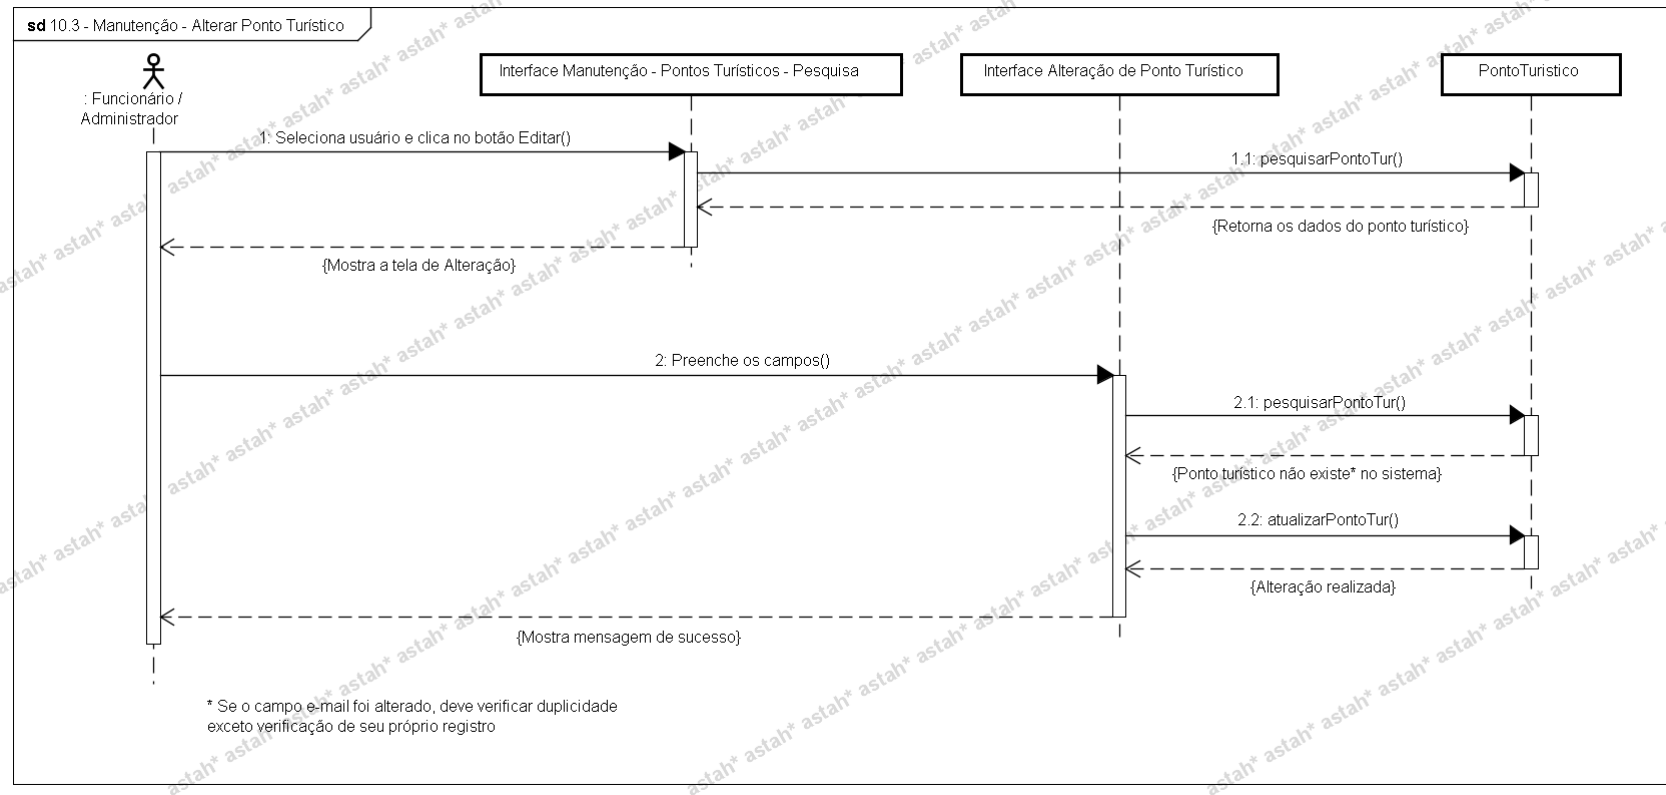 sd 10.3 - Manutenção - Alterar Ponto Turístico
: Funcionário /
Administrador
Interface Manutenção - Pontos Turísticos - Pesquisa
Interface Alteração de Ponto Turístico
PontoTuristico
1: Seleciona usuário e clica no botão Editar()
1.1: pesquisarPontoTur()
{Retorna os dados do ponto turístico}
{Mostra a tela de Alteração}
2: Preenche os campos()
2.1: pesquisarPontoTur()
{Ponto turístico não existe* no sistema}
2.2: atualizarPontoTur()
{Alteração realizada}
{Mostra mensagem de sucesso}
* Se o campo e-mail foi alterado, deve verificar duplicidade
exceto verificação de seu próprio registro